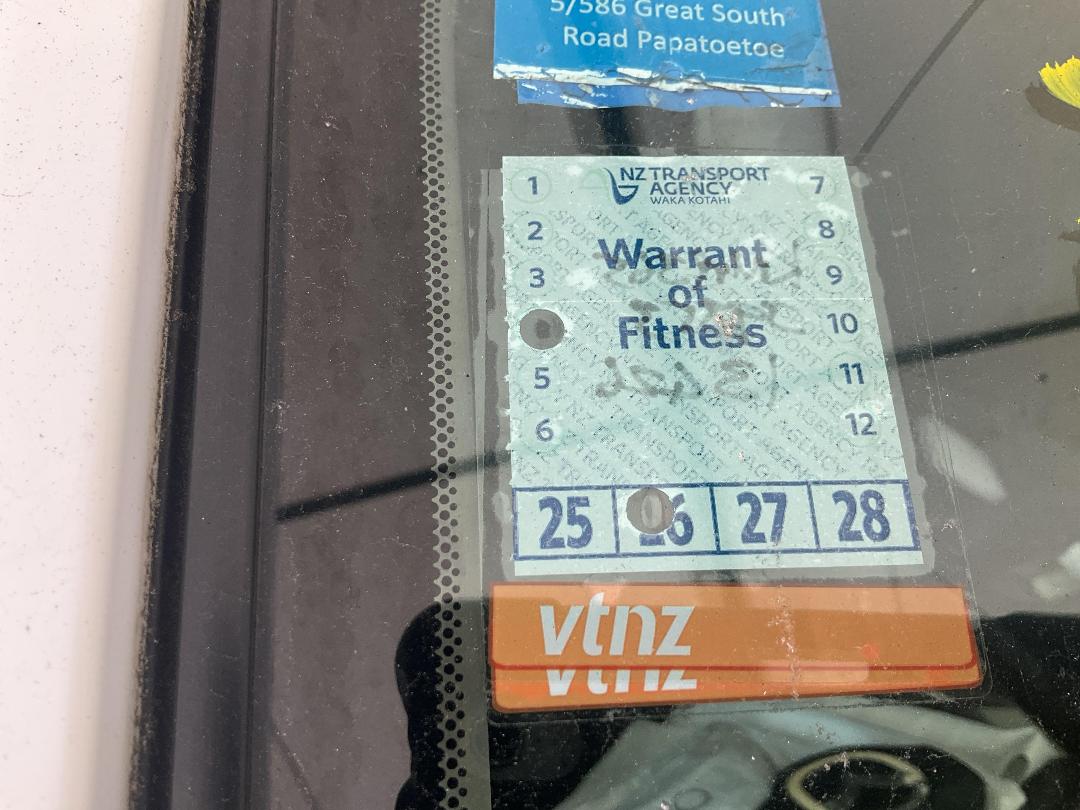 5/586 Great South
Road Papatoetoe
NZ TRANSPORT
AGENCY
WAKA KOTAHI
1
2
3
5
6
Warrant
of
Fitness
7
8
9
10
11
12
25 26 27 28
vtnz
vtnz